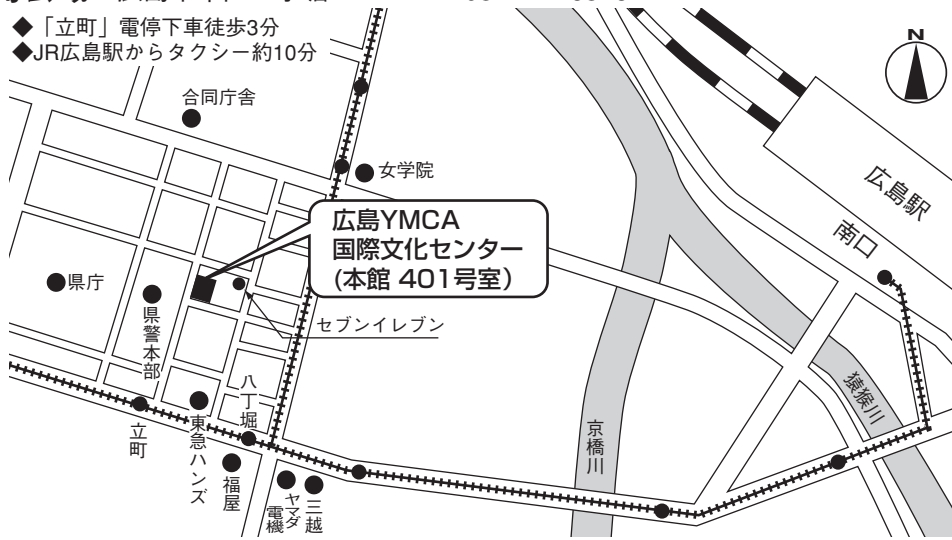 ◆「立町」電停下車徒歩3分
◆JR広島駅からタクシー約10分
N
合同庁舎
女学院
広島駅
南口
広島YMCA
国際文化センター
(本館 401号室)
県庁
県警本部
セブンイレブン
八丁堀
立町
東急ハンズ
福屋
ヤマダ
電機
三越
京橋川
猿猴川